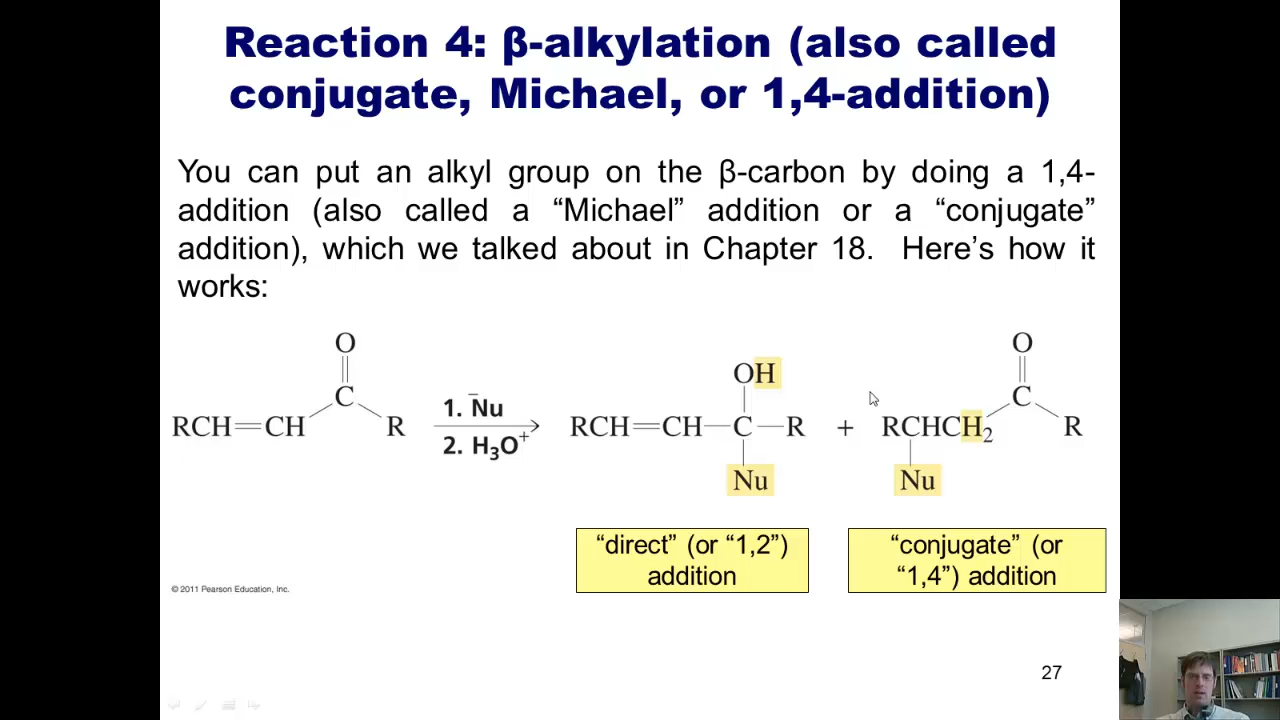 Reaction 4: β-alkylation (also called
conjugate, Michael, or 1,4-addition)
You can put an alkyl group on the β-carbon by doing a 1,4-
addition (also called a “Michael” addition or a “conjugate”
addition), which we talked about in Chapter 18.  Here’s how it
works:
O
C
RCH=CH R
1. ⁻Nu
2. H₃O⁺
OH
RCH=CH—C—R
Nu
+
O
C
RCHCH₂ R
Nu
“direct” (or “1,2”)
addition
“conjugate” (or
“1,4”) addition
© 2011 Pearson Education, Inc.
27